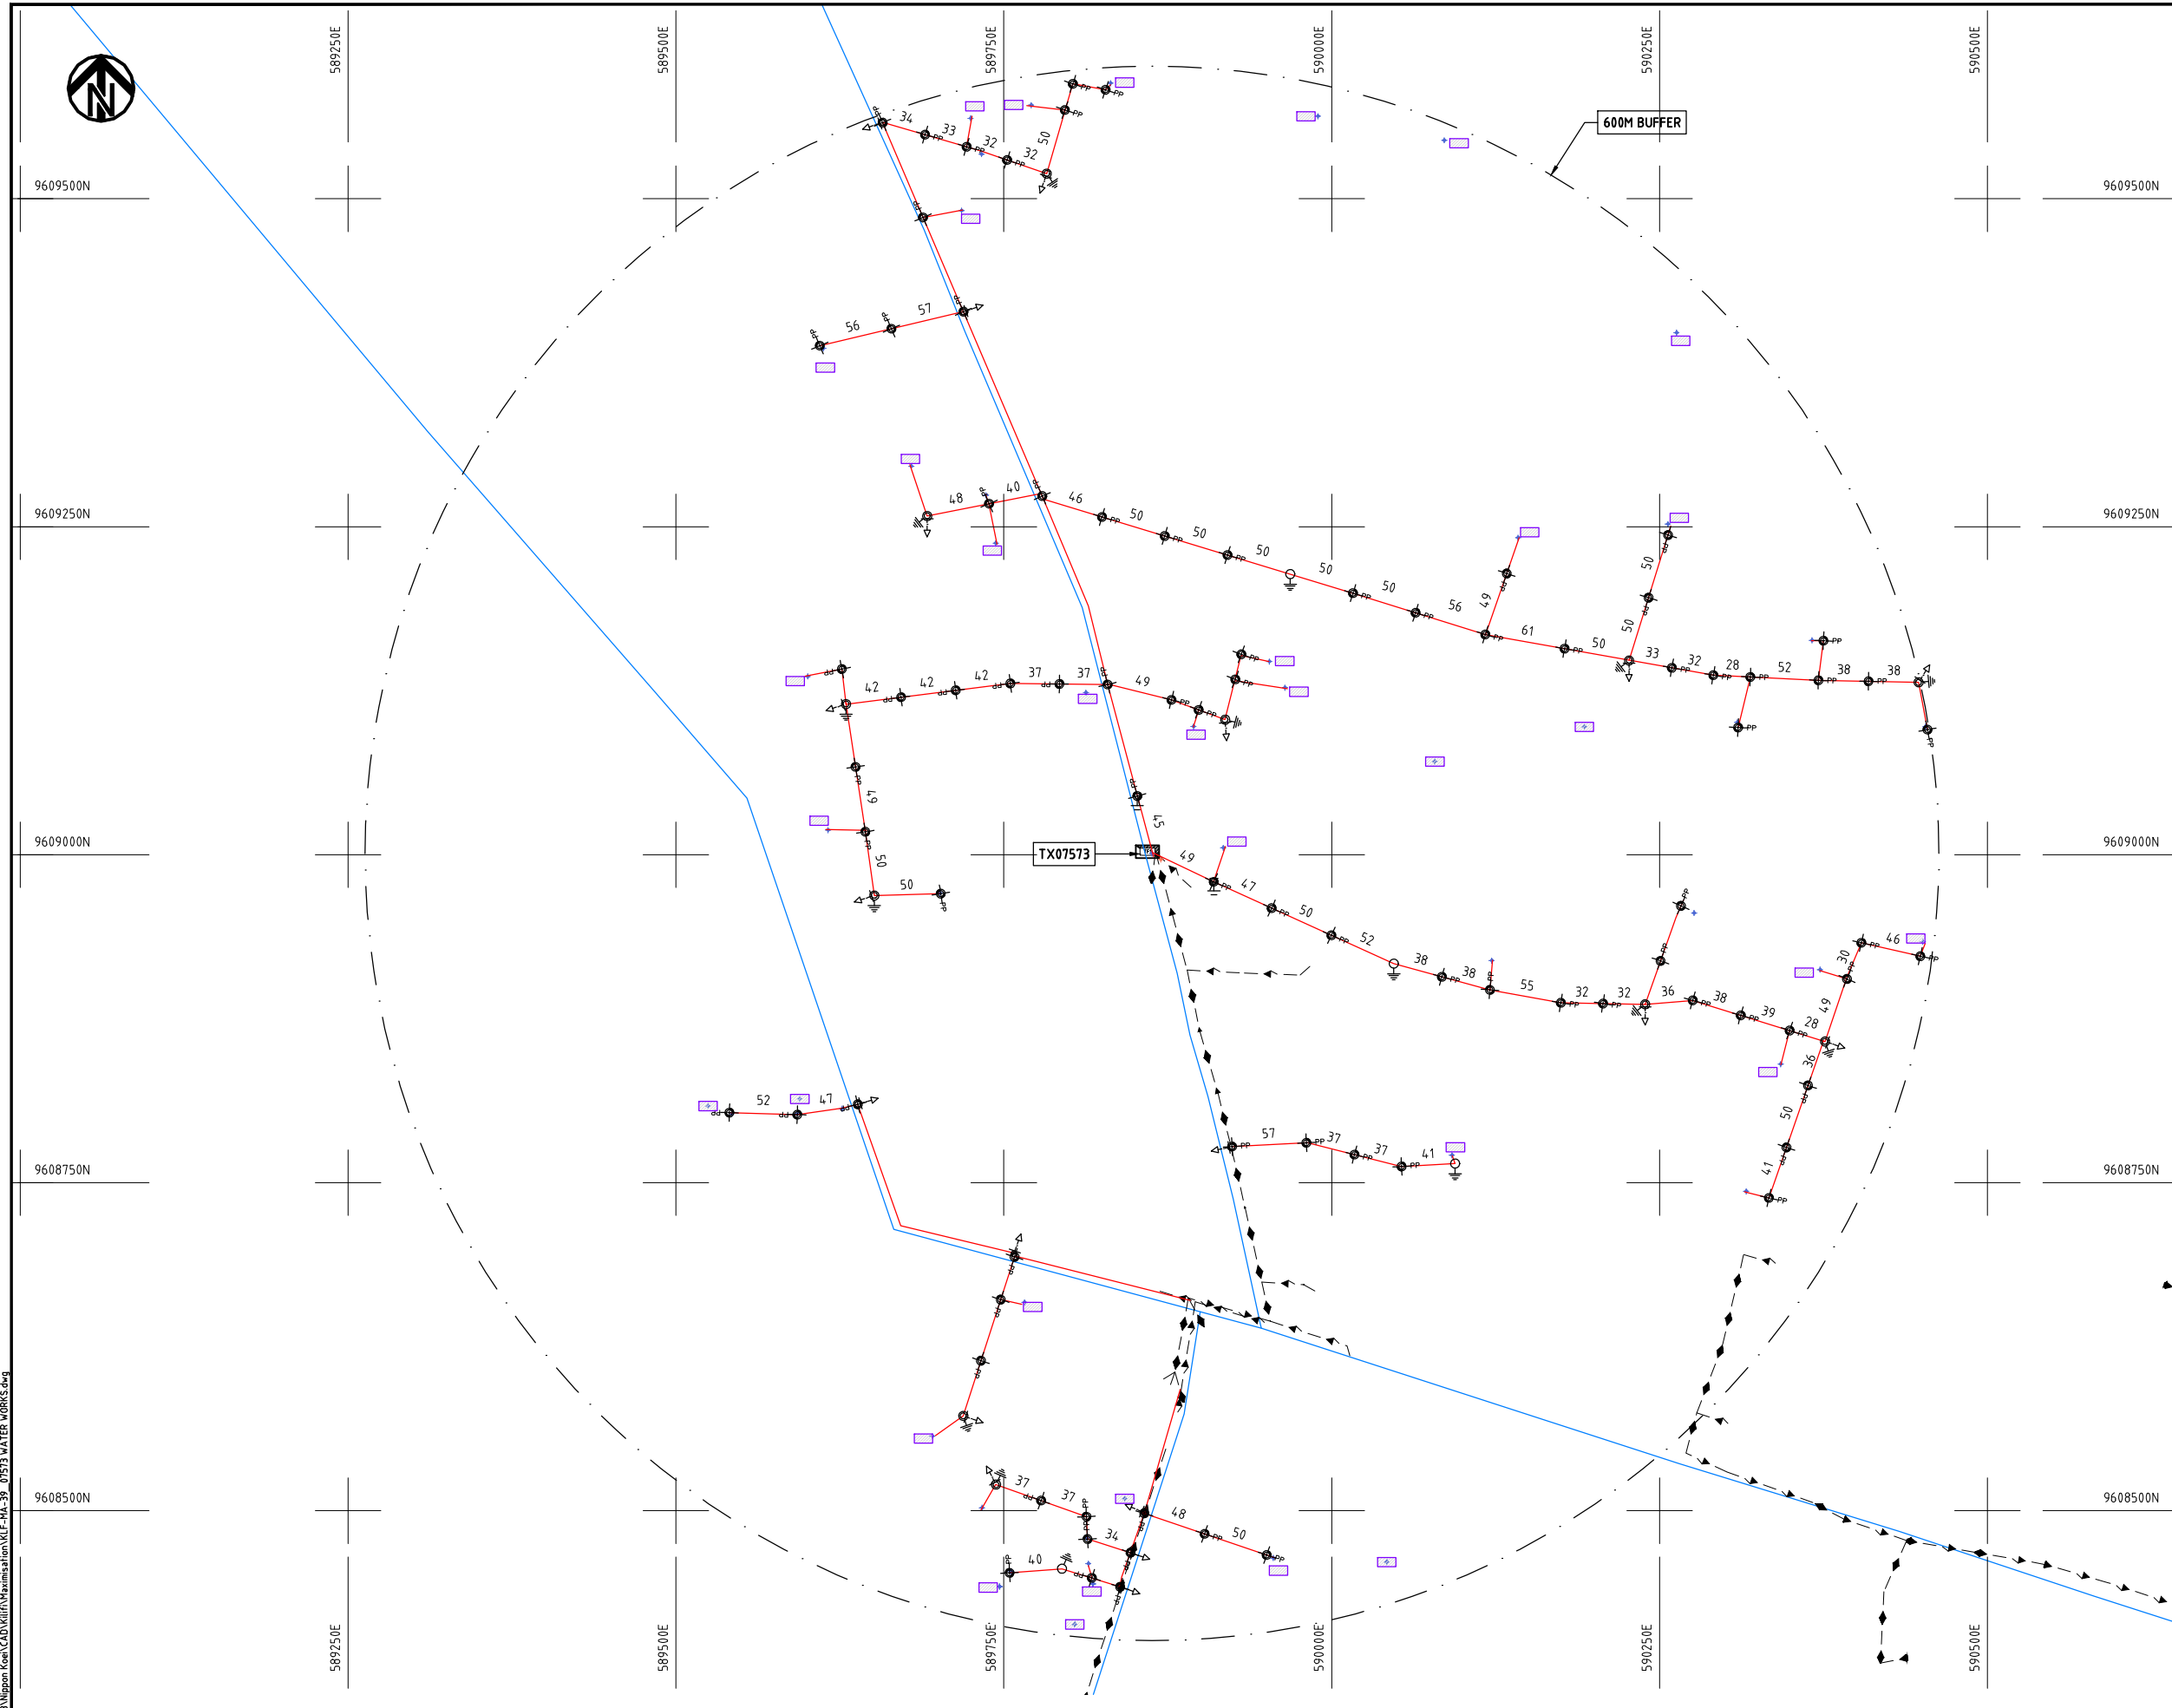 589250E
589500E
589750E
590000E
590250E
590500E
N
600M BUFFER
34
33
32
32
50
9609500N
9609500N
56
57
48
40
46
50
50
50
50
50
56
49
61
50
50
50
33
32
28
52
38
38
9609250N
9609250N
42
42
42
37
37
49
49
50
50
45
TX07573
9609000N
9609000N
49
47
50
52
38
38
55
32
32
36
38
39
28
49
30
46
36
50
41
52
47
57
37
37
41
9608750N
9608750N
9608500N
9608500N
37
37
34
40
48
50
589250E
589500E
589750E
590000E
590250E
590500E
\Nippon Koei\CAD\Kilifi\Maximisation\KLF-MA-39_ 07573 WATER WORKS.dwg